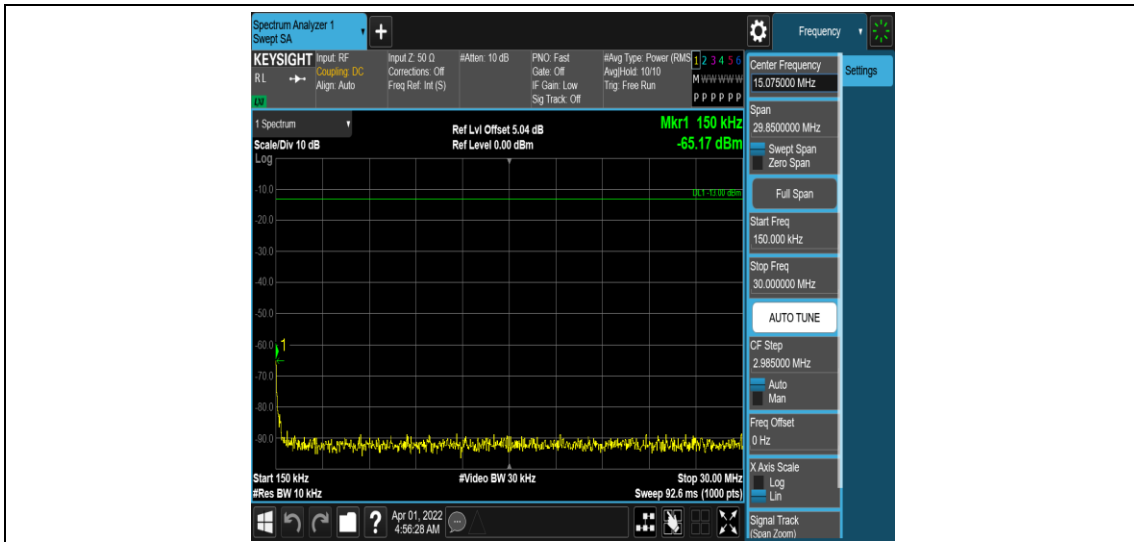 Spectrum Analyzer 1
Swept SA
+
Frequency
KEYSIGHT
RL
LXI
Input: RF
Coupling: DC
Align: Auto
Input Z: 50 Ω
Corrections: Off
Freq Ref: Int (S)
#Atten: 10 dB
PNO: Fast
Gate: Off
IF Gain: Low
Sig Track: Off
#Avg Type: Power (RMS
Avg|Hold: 10/10
Trig: Free Run
1 2 3 4 5 6
M W W W W W
P P P P P P
1 Spectrum
Scale/Div 10 dB
Log
Ref Lvl Offset 5.04 dB
Ref Level 0.00 dBm
Mkr1 150 kHz
-65.17 dBm
DL1 -13.00 dBm
-10.0
-20.0
-30.0
-40.0
-50.0
-60.0
1
-70.0
-80.0
-90.0
Start 150 kHz
#Res BW 10 kHz
#Video BW 30 kHz
Stop 30.00 MHz
Sweep 92.6 ms (1000 pts)
?
Apr 01, 2022
4:56:28 AM
Center Frequency
15.075000 MHz
Settings
Span
29.8500000 MHz
Swept Span
Zero Span
Full Span
Start Freq
150.000 kHz
Stop Freq
30.000000 MHz
AUTO TUNE
CF Step
2.985000 MHz
Auto
Man
Freq Offset
0 Hz
X Axis Scale
Log
Lin
Signal Track
(Span Zoom)